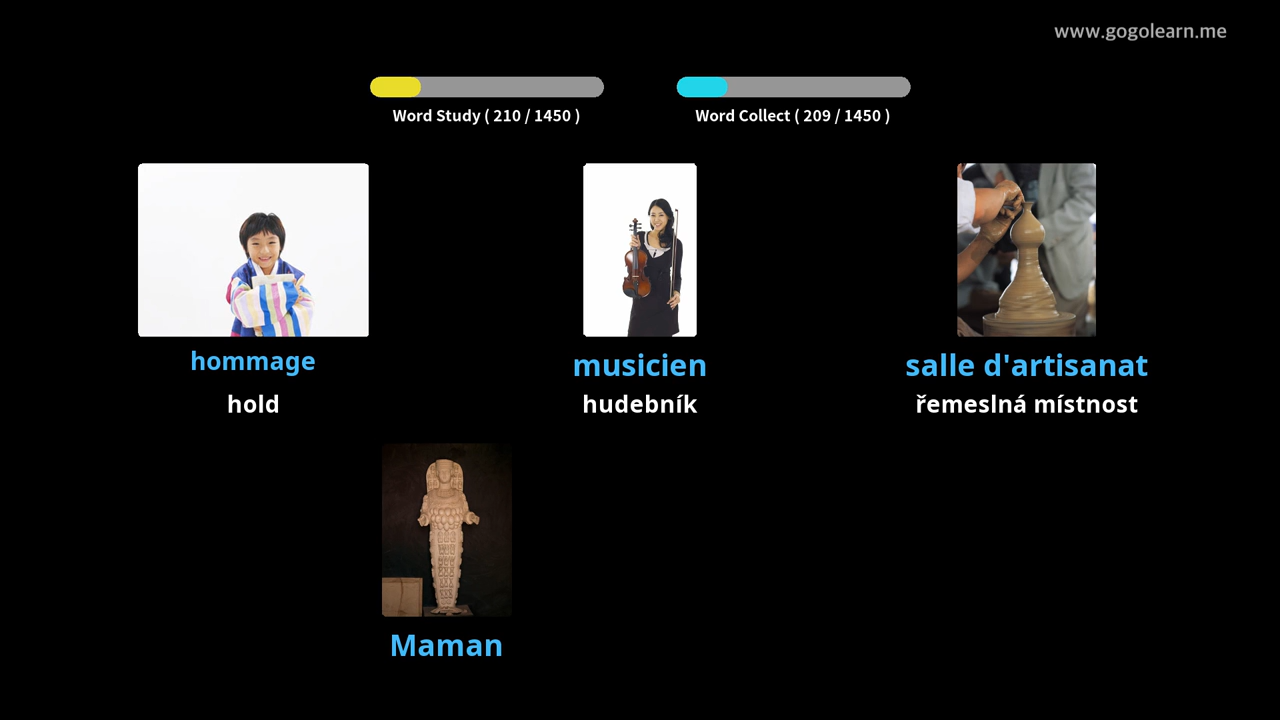 www.gogolearn.me
Word Study ( 210 / 1450 )
Word Collect ( 209 / 1450 )
hommage
hold
musicien
hudebník
salle d'artisanat
řemeslná místnost
Maman